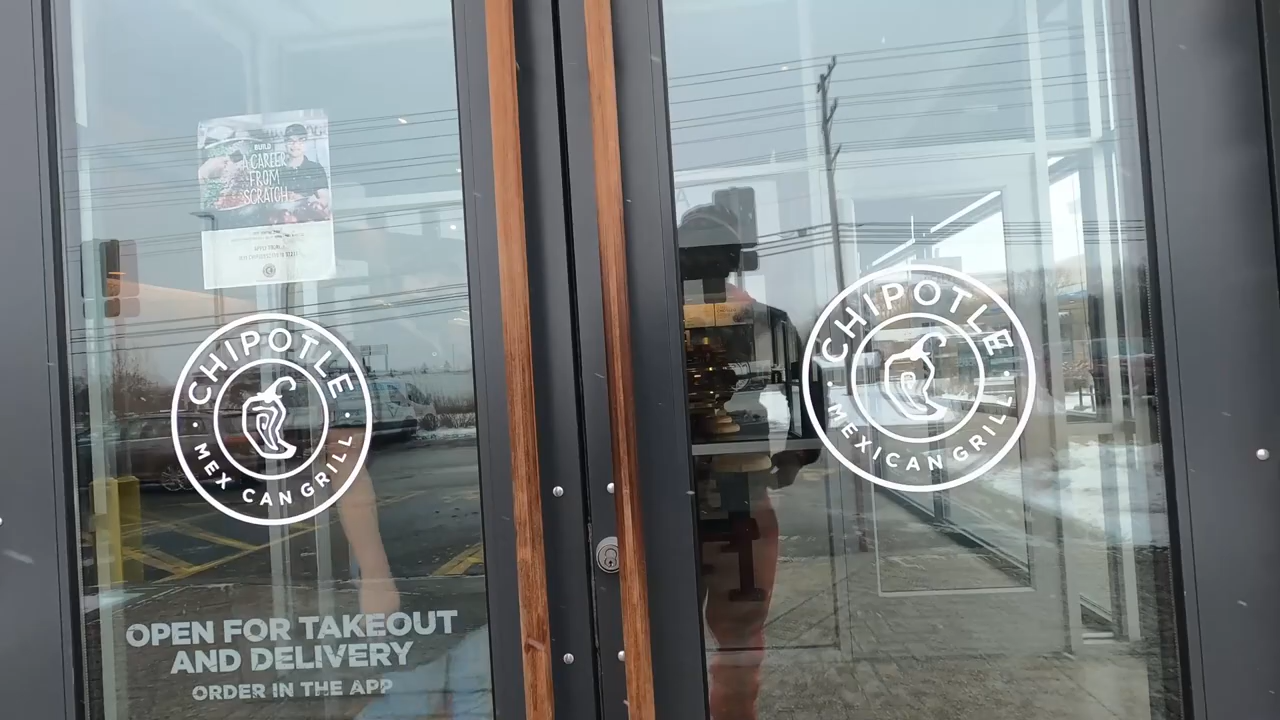 BUILD
A CAREER
FROM
SCRATCH
CHIPOTLE
MEX CAN GRILL
OPEN FOR TAKEOUT
AND DELIVERY
ORDER IN THE APP
CHIPOTLE
MEXICAN GRILL